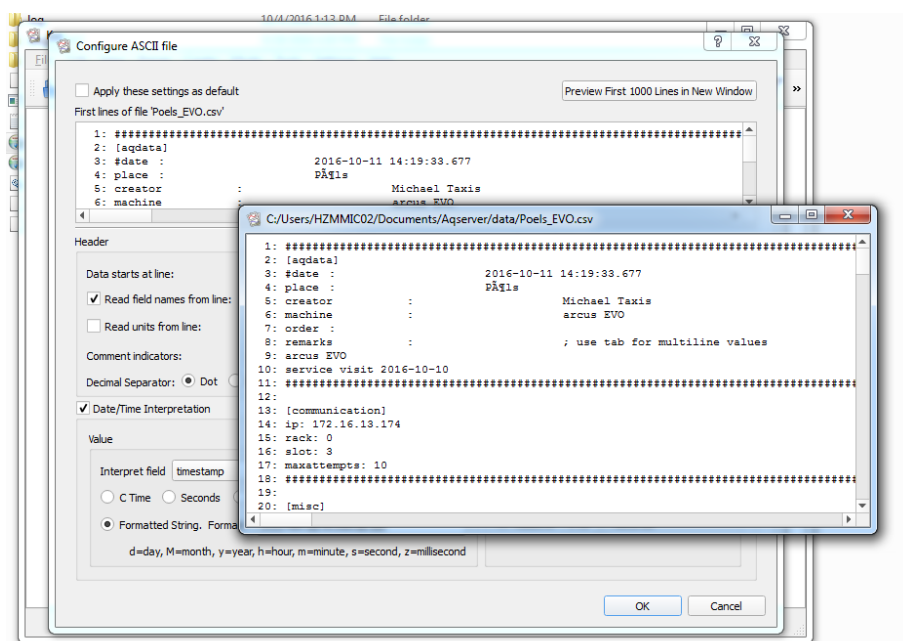 log 10/4/2016 1:13 PM File folder
Configure ASCII file
Apply these settings as default
Preview First 1000 Lines in New Window
First lines of file 'Poels_EVO.csv'
1: ##############################################################################################
2: [aqdata]
3: #date : 2016-10-11 14:19:33.677
4: place : PÃ¶ls
5: creator : Michael Taxis
6: machine : arcus EVO
Header
Data starts at line:
Read field names from line:
Read units from line:
Comment indicators:
Decimal Separator: Dot
Date/Time Interpretation
Value
Interpret field timestamp
C Time Seconds
Formatted String. Forma
d=day, M=month, y=year, h=hour, m=minute, s=second, z=millisecond
OK Cancel
C:/Users/HZMMIC02/Documents/Aqserver/data/Poels_EVO.csv
1: #####################################################################################
2: [aqdata]
3: #date : 2016-10-11 14:19:33.677
4: place : PÃ¶ls
5: creator : Michael Taxis
6: machine : arcus EVO
7: order :
8: remarks : ; use tab for multiline values
9: arcus EVO
10: service visit 2016-10-10
11: #####################################################################################
12:
13: [communication]
14: ip: 172.16.13.174
15: rack: 0
16: slot: 3
17: maxattempts: 10
18: #####################################################################################
19:
20: [misc]